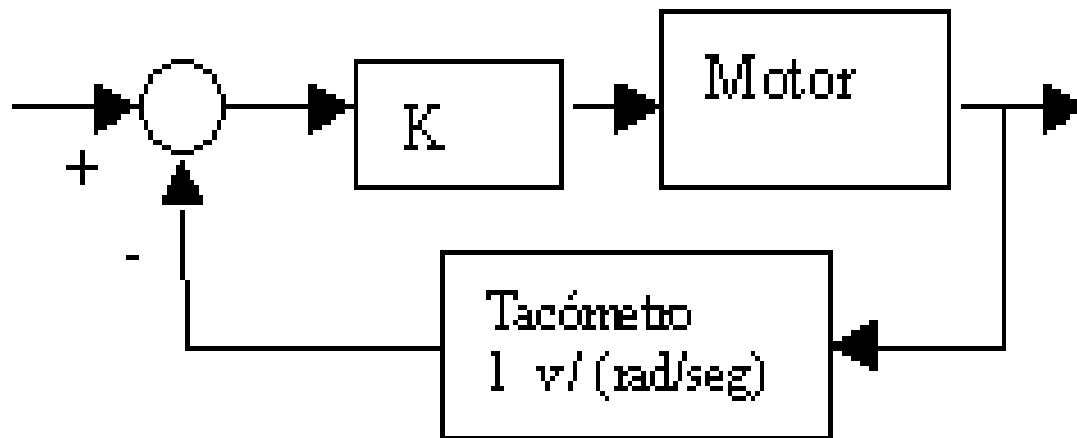 Motor
K
+
-
Tacómetro
1 v/(rad/seg)